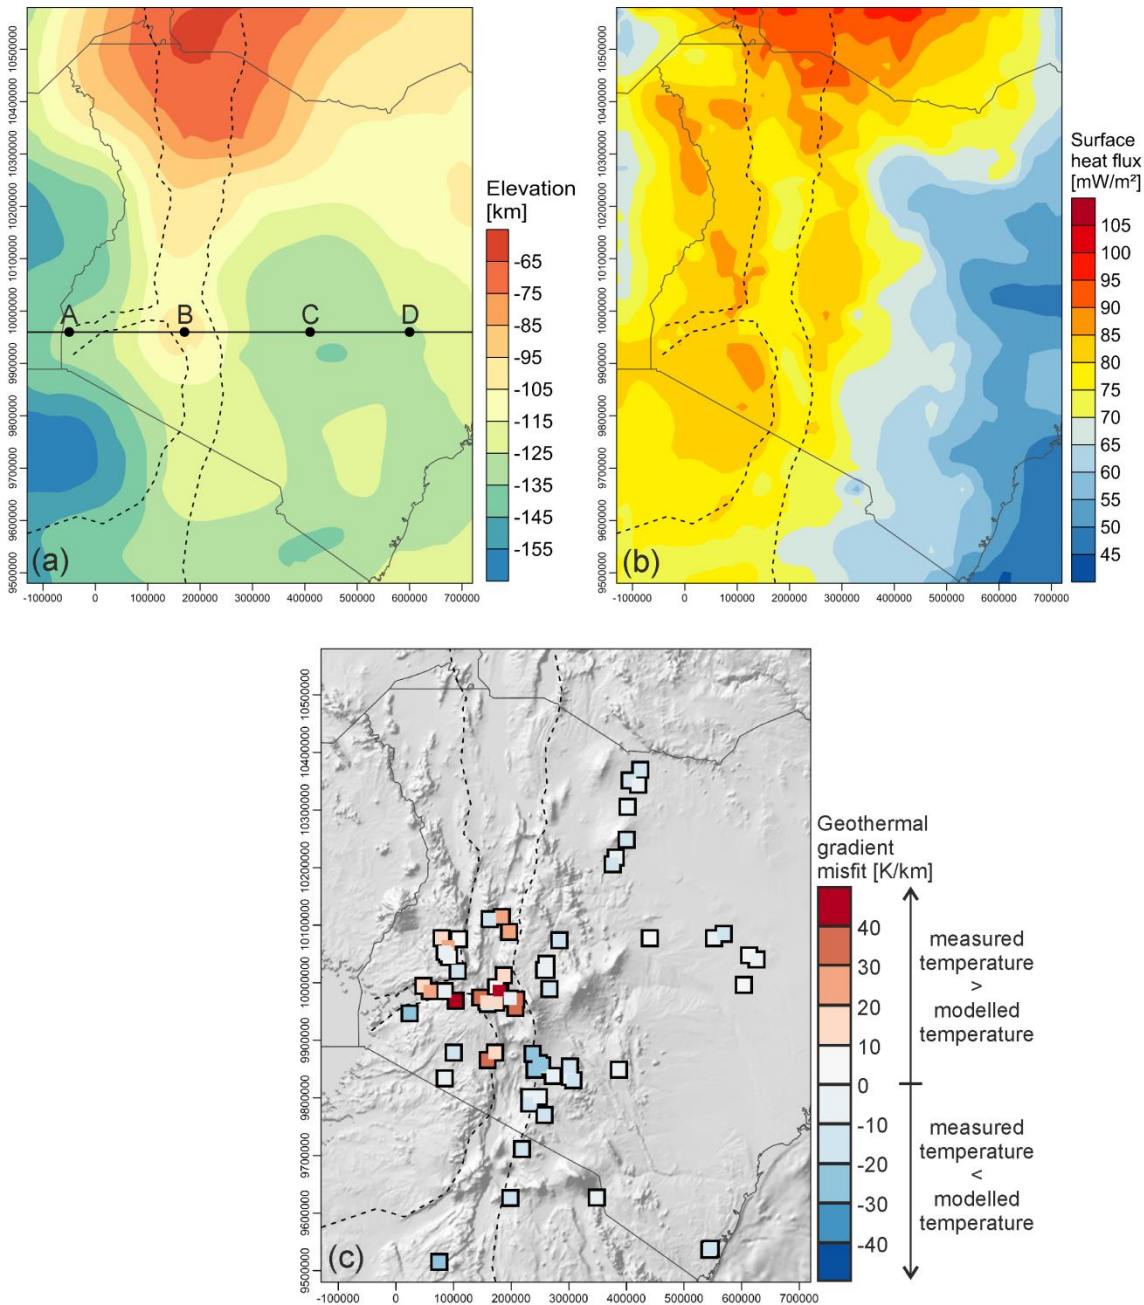 10500000
10400000
10300000
10200000
10100000
10000000
9900000
9800000
9700000
9600000
9500000
A
B
C
D
(a)
-100000 0 100000 200000 300000 400000 500000 600000 700000
Elevation
[km]
-65
-75
-85
-95
-105
-115
-125
-135
-145
-155
10500000
10400000
10300000
10200000
10100000
10000000
9900000
9800000
9700000
9600000
9500000
(b)
-100000 0 100000 200000 300000 400000 500000 600000 700000
Surface
heat flux
[mW/m²]
105
100
95
90
85
80
75
70
65
60
55
50
45
10500000
10400000
10300000
10200000
10100000
10000000
9900000
9800000
9700000
9600000
9500000
(c)
-100000 0 100000 200000 300000 400000 500000 600000 700000
Geothermal
gradient
misfit [K/km]
40
30
20
10
0
-10
-20
-30
-40
measured
temperature
>
modelled
temperature
measured
temperature
<
modelled
temperature